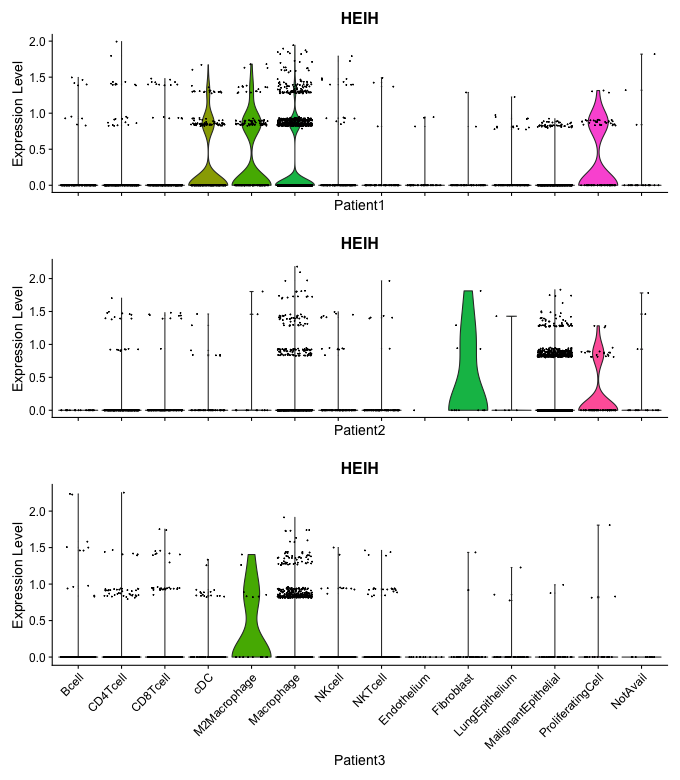 HEIH
Expression Level
2.0
1.5
1.0
0.5
0.0
Patient1
HEIH
Expression Level
2.0
1.5
1.0
0.5
0.0
Patient2
HEIH
Expression Level
2.0
1.5
1.0
0.5
0.0
Bcell
CD4Tcell
CD8Tcell
cDC
M2Macrophage
Macrophage
NKcell
NKTcell
Endothelium
Fibroblast
LungEpithelium
MalignantEpithelial
ProliferatingCell
NotAvail
Patient3